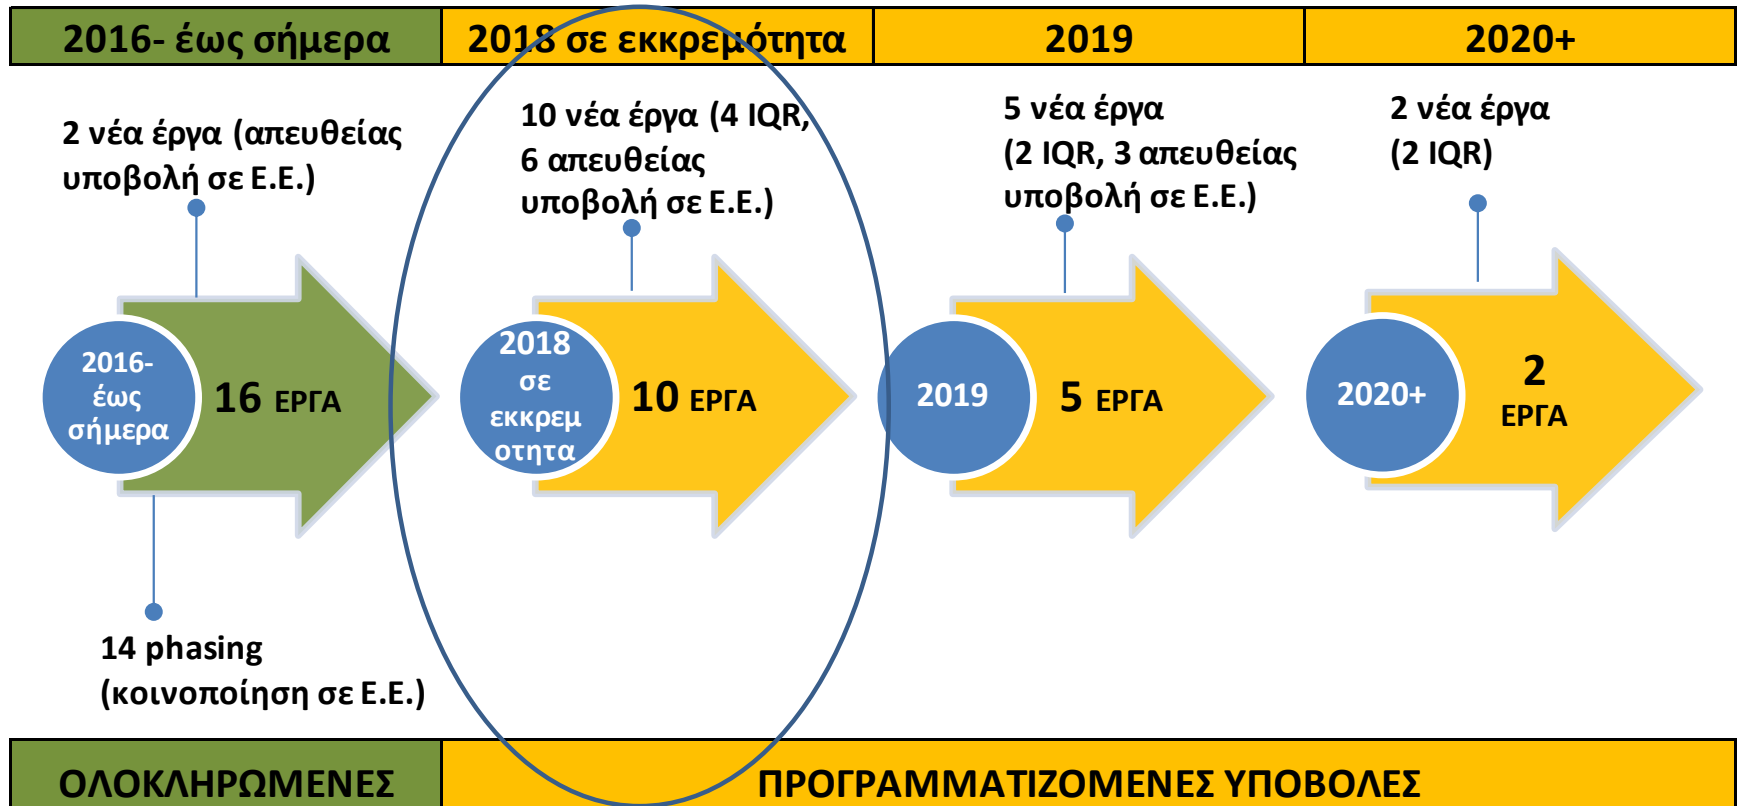 2016- έως σήμερα
2018 σε εκκρεμότητα
2019
2020+
2 νέα έργα (απευθείας
υποβολή σε Ε.Ε.)
10 νέα έργα (4 IQR,
6 απευθείας
υποβολή σε Ε.Ε.)
5 νέα έργα
(2 IQR, 3 απευθείας
υποβολή σε Ε.Ε.)
2 νέα έργα
(2 IQR)
2016-
έως
σήμερα
16 ΕΡΓΑ
2018
σε
εκκρεμ
οτητα
10 ΕΡΓΑ
2019
5 ΕΡΓΑ
2020+
2
ΕΡΓΑ
14 phasing
(κοινοποίηση σε Ε.Ε.)
ΟΛΟΚΛΗΡΩΜΕΝΕΣ
ΠΡΟΓΡΑΜΜΑΤΙΖΟΜΕΝΕΣ ΥΠΟΒΟΛΕΣ